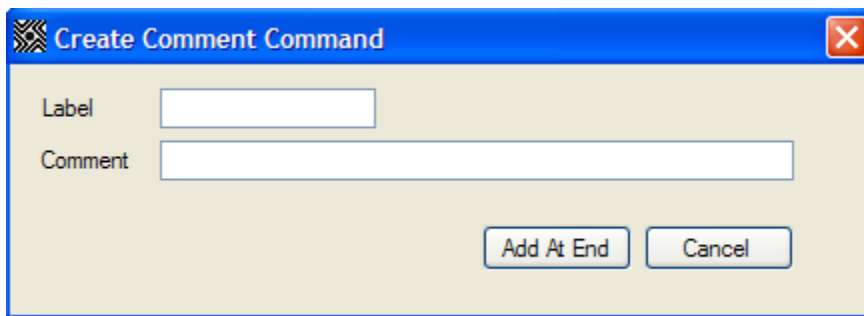 Create Comment Command
Label
Comment
Add At End Cancel